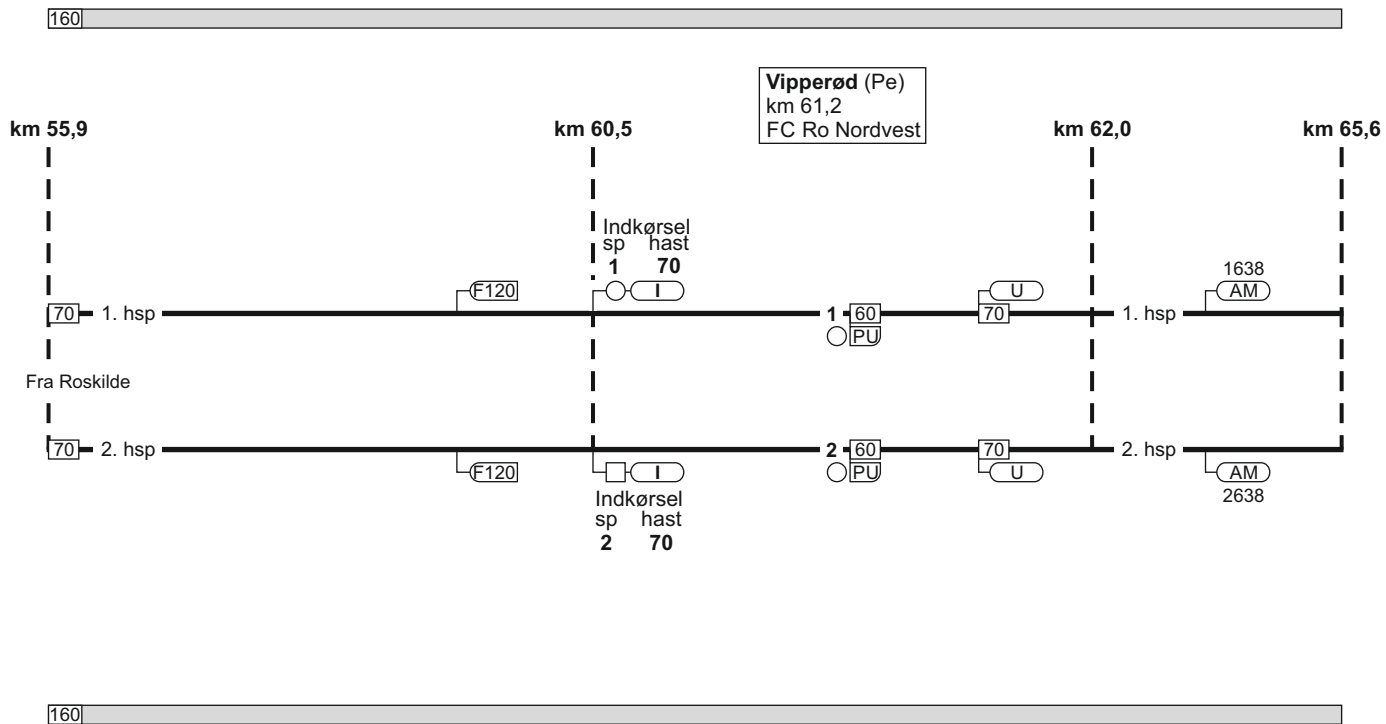 160
Vipperød (Pe)
km 61,2
FC Ro Nordvest
km 55,9
km 60,5
km 62,0
km 65,6
Indkørsel
sp hast
1 70
F120
I
U
1638
AM
70
1. hsp
1
60
70
1. hsp
PU
Fra Roskilde
70
2. hsp
2
60
70
2. hsp
F120
I
PU
U
AM
2638
Indkørsel
sp hast
2 70
160